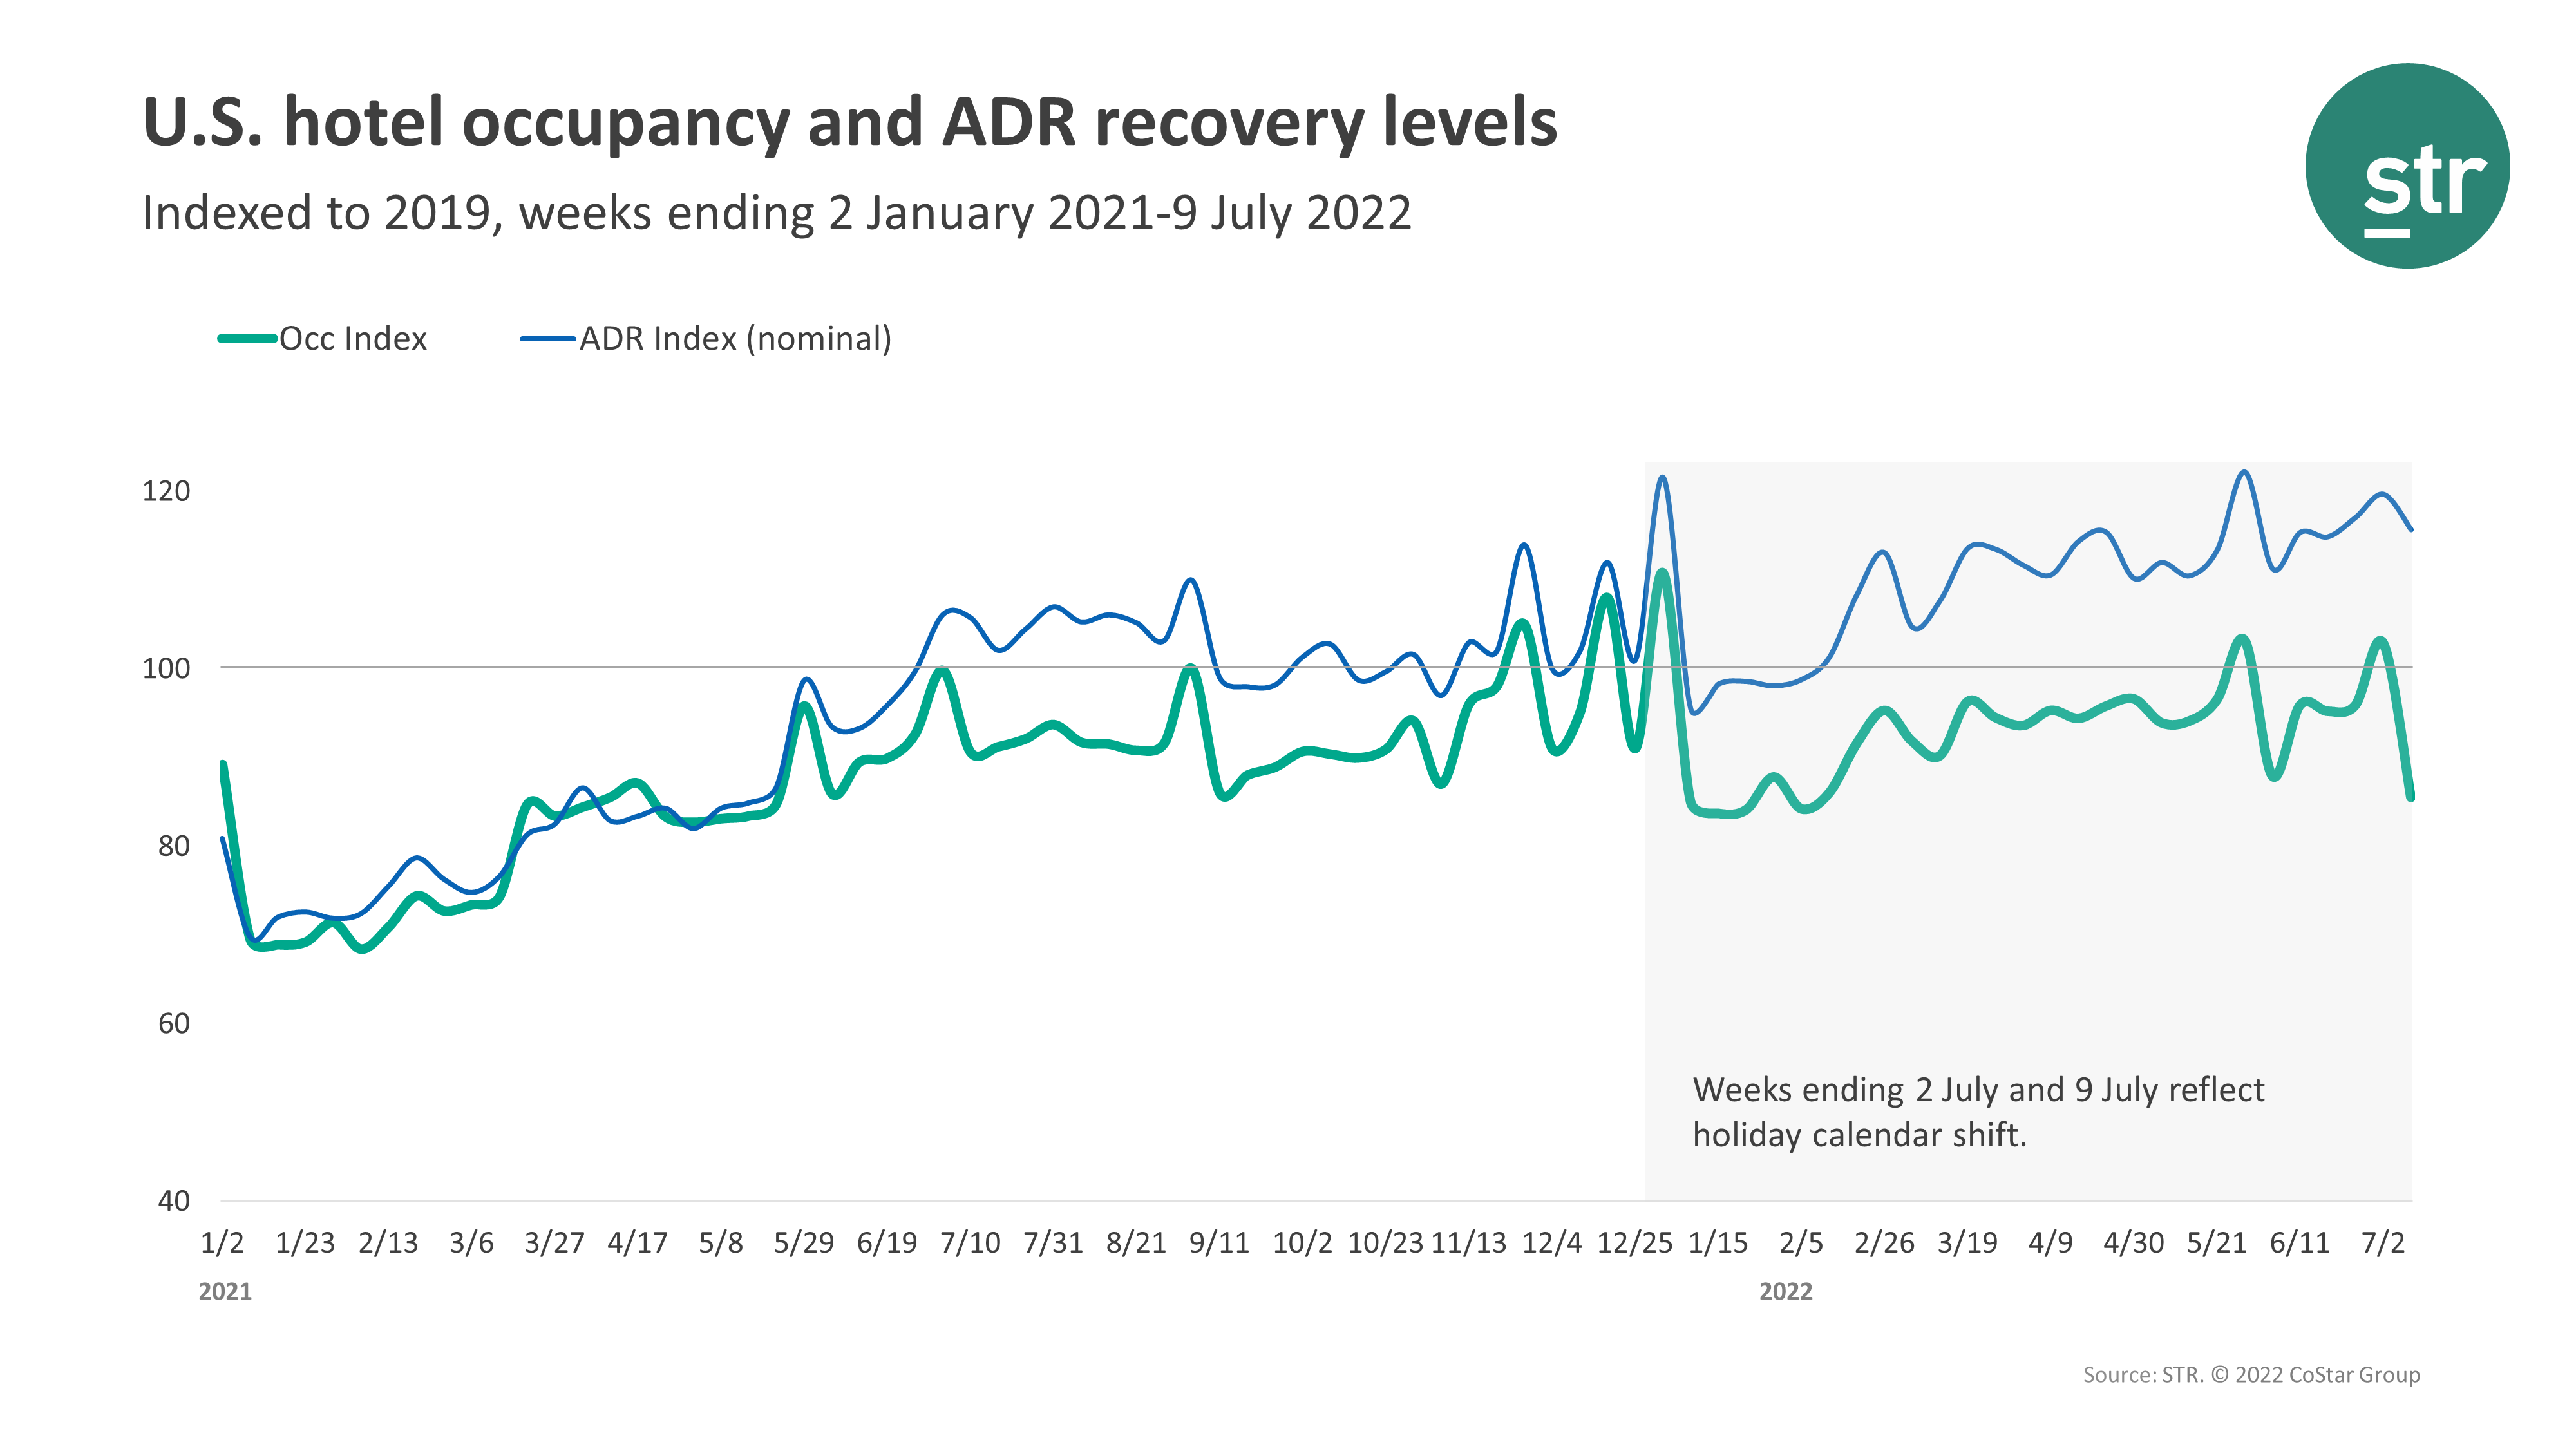 U.S. hotel occupancy and ADR recovery levels
Indexed to 2019, weeks ending 2 January 2021-9 July 2022
str
Occ Index ADR Index (nominal)
120
100
80
60
40
Weeks ending 2 July and 9 July reflect
holiday calendar shift.
1/2 1/23 2/13 3/6 3/27 4/17 5/8 5/29 6/19 7/10 7/31 8/21 9/11 10/2 10/23 11/13 12/4 12/25 1/15 2/5 2/26 3/19 4/9 4/30 5/21 6/11 7/2
2021 2022
Source: STR. © 2022 CoStar Group